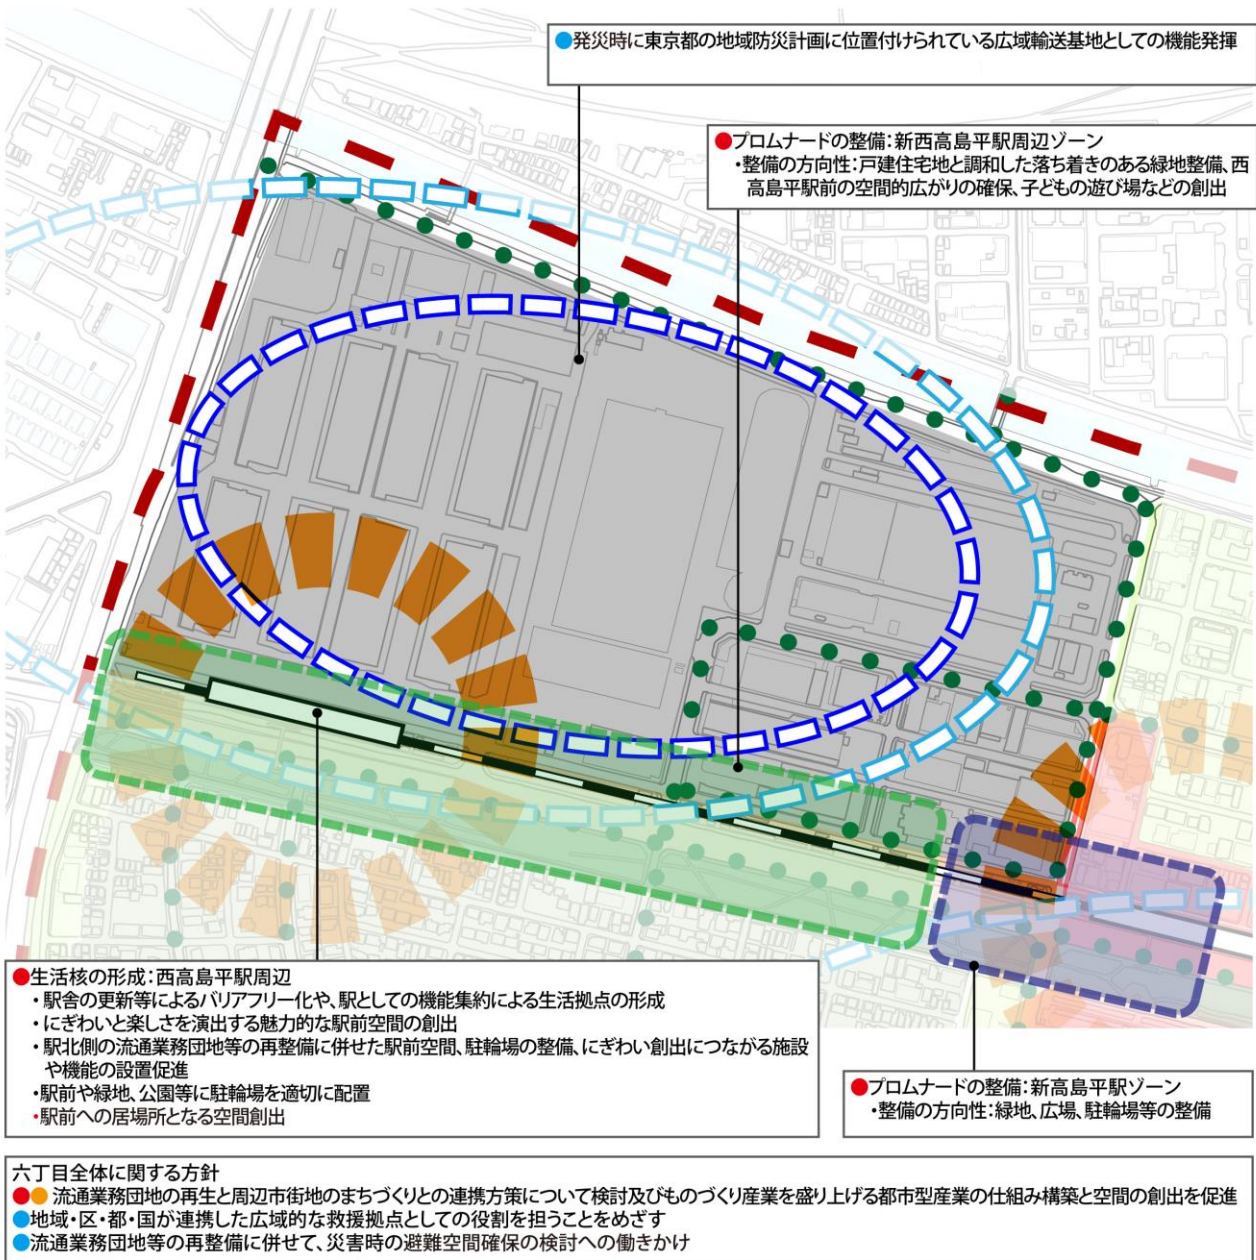 ●発災時に東京都の地域防災計画に位置付けられている広域輸送基地としての機能発揮
●プロムナードの整備：新西高島平駅周辺ゾーン
・整備の方向性：戸建住宅地と調和した落ち着きのある緑地整備、西
高島平駅前の空間的広がりの確保、子どもの遊び場などの創出
●生活核の形成：西高島平駅周辺
・駅舎の更新等によるバリアフリー化や、駅としての機能集約による生活拠点の形成
・にぎわいと楽しさを演出する魅力的な駅前空間の創出
・駅北側の流通業務団地等の再整備に併せた駅前空間、駐輪場の整備、にぎわい創出につながる施設
や機能の設置促進
・駅前や緑地、公園等に駐輪場を適切に配置
・駅前への居場所となる空間創出
●プロムナードの整備：新高島平駅ゾーン
・整備の方向性：緑地、広場、駐輪場等の整備
六丁目全体に関する方針
●●流通業務団地の再生と周辺市街地のまちづくりとの連携方策について検討及びものづくり産業を盛り上げる都市型産業の仕組み構築と空間の創出を促進
●地域・区・都・国が連携した広域的な救援拠点としての役割を担うことをめざす
●流通業務団地等の再整備に併せて、災害時の避難空間確保の検討への働きかけ